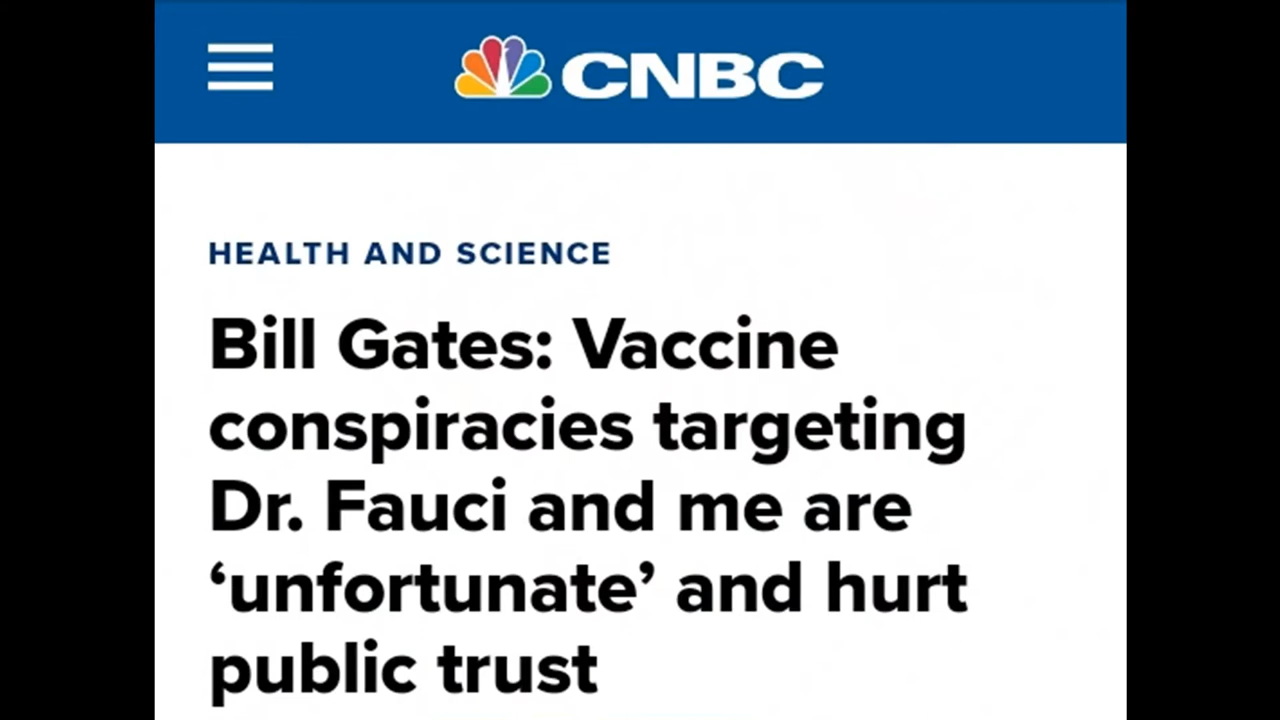 CNBC
HEALTH AND SCIENCE
Bill Gates: Vaccine
conspiracies targeting
Dr. Fauci and me are
‘unfortunate’ and hurt
public trust